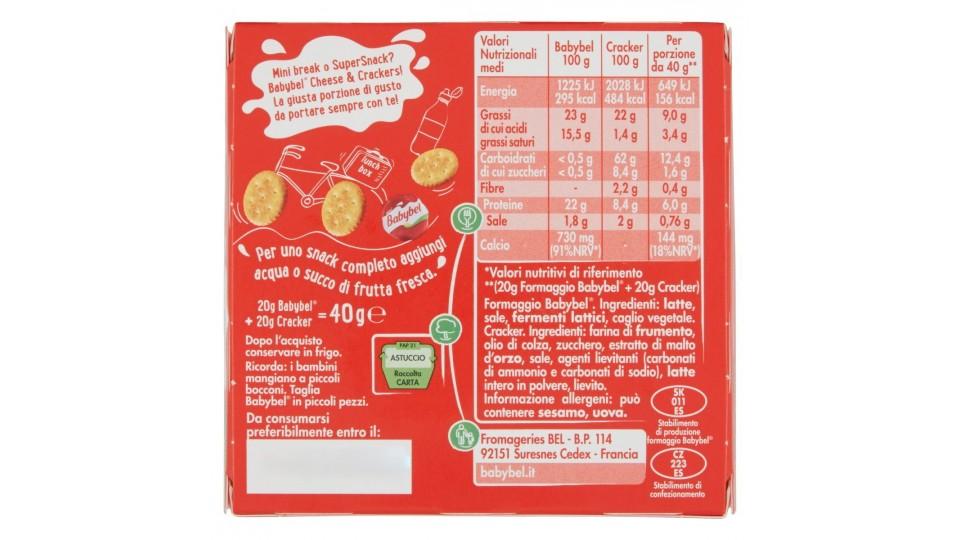 Mini break o SuperSnack?
Babybel® Cheese & Crackers!
La giusta porzione di gusto
da portare sempre con te!
lunch
box
Babybel
Per uno snack completo aggiungi
acqua o succo di frutta fresca.
20g Babybel®
+ 20g Cracker = 40g e
Dopo l'acquisto
conservare in frigo.
Ricorda: i bambini
mangiano a piccoli
bocconi. Taglia
Babybel® in piccoli pezzi.
Da consumarsi
preferibilmente entro il:
PAP 21
ASTUCCIO
Raccolta
CARTA
Valori Nutrizionali medi Babybel 100 g Cracker 100 g Per porzione da 40 g**
Energia 1225 kJ 2028 kJ 649 kJ
295 kcal 484 kcal 156 kcal
Grassi 23 g 22 g 9,0 g
di cui acidi
grassi saturi 15,5 g 1,4 g 3,4 g
Carboidrati < 0,5 g 62 g 12,4 g
di cui zuccheri < 0,5 g 8,4 g 1,6 g
Fibre - 2,2 g 0,4 g
Proteine 22 g 8,4 g 6,0 g
Sale 1,8 g 2 g 0,76 g
Calcio 730 mg (91%NRV*) - 144 mg (18%NRV*)
*Valori nutritivi di riferimento
**(20g Formaggio Babybel® + 20g Cracker)
Formaggio Babybel®. Ingredienti: latte,
sale, fermenti lattici, caglio vegetale.
Cracker. Ingredienti: farina di frumento,
olio di colza, zucchero, estratto di malto
d'orzo, sale, agenti lievitanti (carbonati
di ammonio e carbonati di sodio), latte
intero in polvere, lievito.
Informazione allergeni: può
contenere sesamo, uova.
SK
011
ES
Stabilimento
di produzione
formaggio Babybel®
Fromageries BEL - B.P. 114
92151 Suresnes Cedex - Francia
babybel.it
CZ
223
ES
Stabilimento di
confezionamento